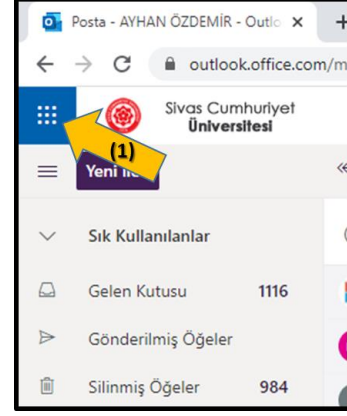 Posta - AYHAN ÖZDEMİR - Outlo
outlook.office.com/m
Sivas Cumhuriyet
Üniversitesi
(1)
Yeni
Sık Kullanılanlar
Gelen Kutusu 1116
Gönderilmiş Öğeler
Silinmiş Öğeler 984